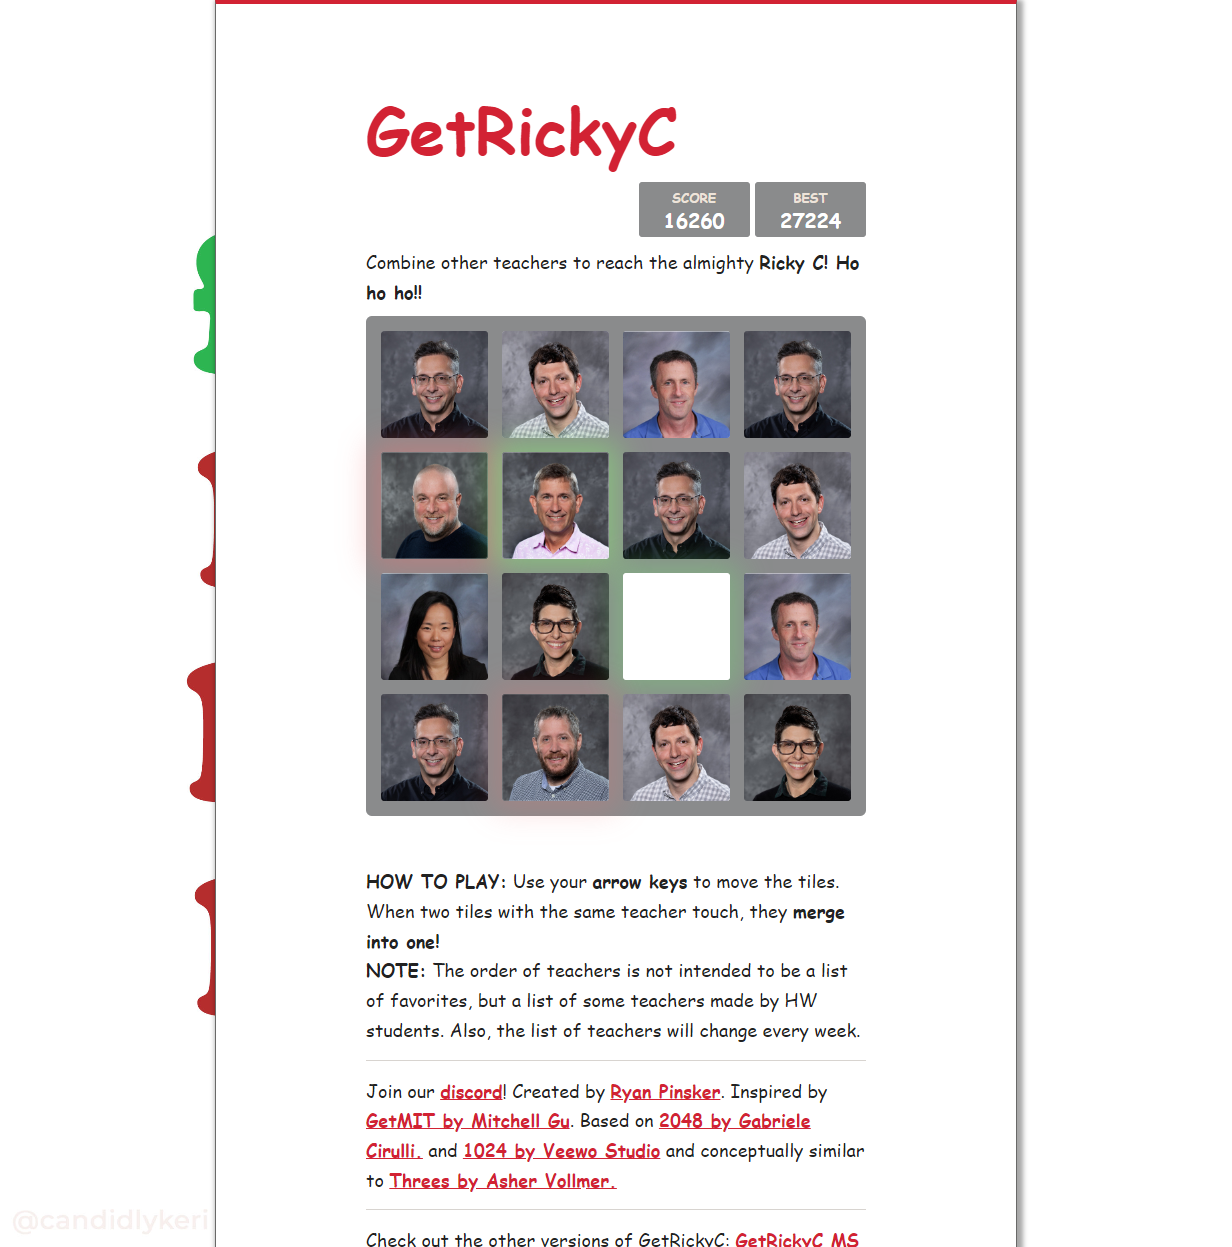 GetRickyC
SCORE
16260
BEST
27224
Combine other teachers to reach the almighty Ricky C! Ho
ho ho!!
HOW TO PLAY: Use your arrow keys to move the tiles.
When two tiles with the same teacher touch, they merge
into one!
NOTE: The order of teachers is not intended to be a list
of favorites, but a list of some teachers made by HW
students. Also, the list of teachers will change every week.
Join our discord! Created by Ryan Pinsker. Inspired by
GetMIT by Mitchell Gu. Based on 2048 by Gabriele
Cirulli. and 1024 by Veewo Studio and conceptually similar
to Threes by Asher Vollmer.
Check out the other versions of GetRickyC: GetRickyC MS
@candidlykeri